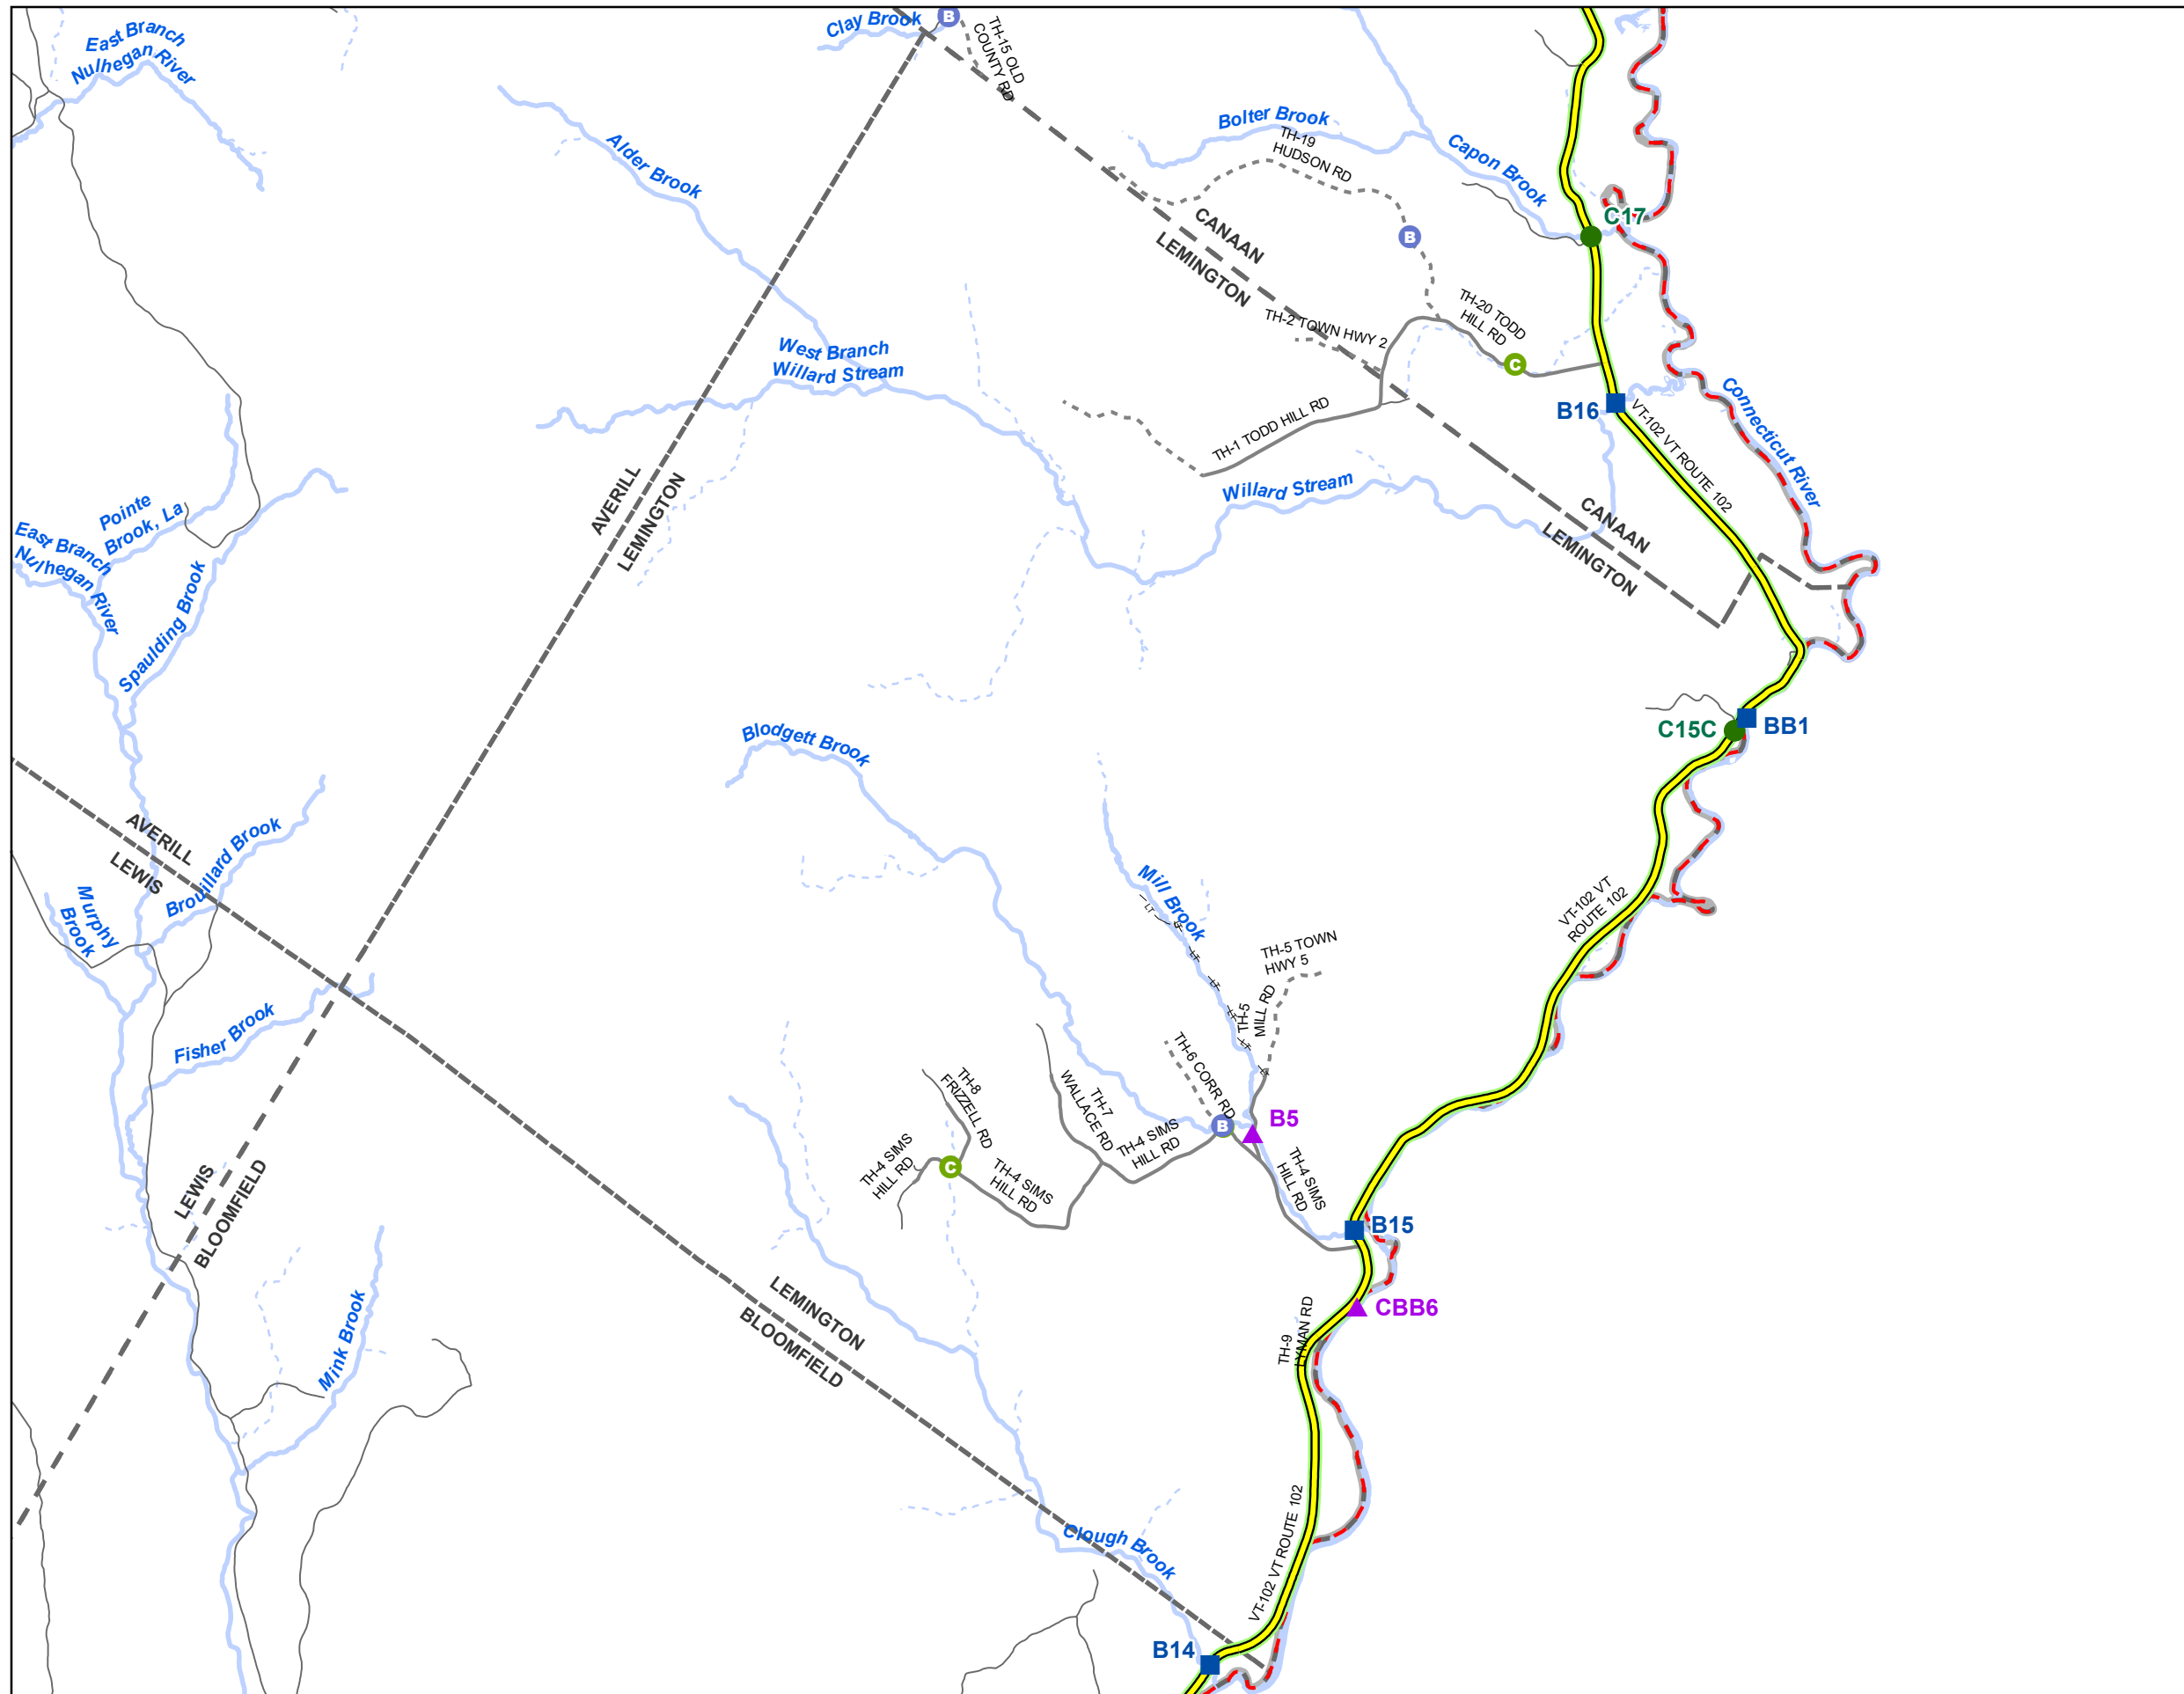 Clay Brook
B
TH-15 OLD
COUNTY RD
East Branch
Nulhegan River
Alder Brook
Bolter Brook
TH-19
HUDSON RD
Capon Brook
C17
CANAAN
LEMINGTON
B
TH-2 TOWN HWY 2
TH-20 TODD
HILL RD
C
West Branch
Willard Stream
TH-1 TODD HILL RD
B16
VT-102 VT ROUTE 102
Connecticut River
AVERILL
LEMINGTON
Willard Stream
CANAAN
LEMINGTON
Pointe
Brook, La
East Branch
Nulhegan River
Spaulding Brook
Blodgett Brook
C15C
BB1
AVERILL
LEWIS
Brouillard Brook
Murphy
Brook
Mill Brook
LT
LT
LT
LT
LT
LT
LT
VT-102 VT
ROUTE 102
TH-5 TOWN
HWY 5
TH-5
MILL RD
Fisher Brook
TH-6 CORR RD
TH-8
FRIZZELL RD
TH-7
WALLACE RD
B
B5
TH-4 SIMS
HILL RD
TH-4 SIMS
HILL RD
C
TH-4 SIMS
HILL RD
TH-4 SIMS
HILL RD
LEWIS
BLOOMFIELD
B15
LEMINGTON
BLOOMFIELD
CBB6
TH-9
LYMAN RD
Mink Brook
VT-102 VT ROUTE 102
Clough Brook
B14